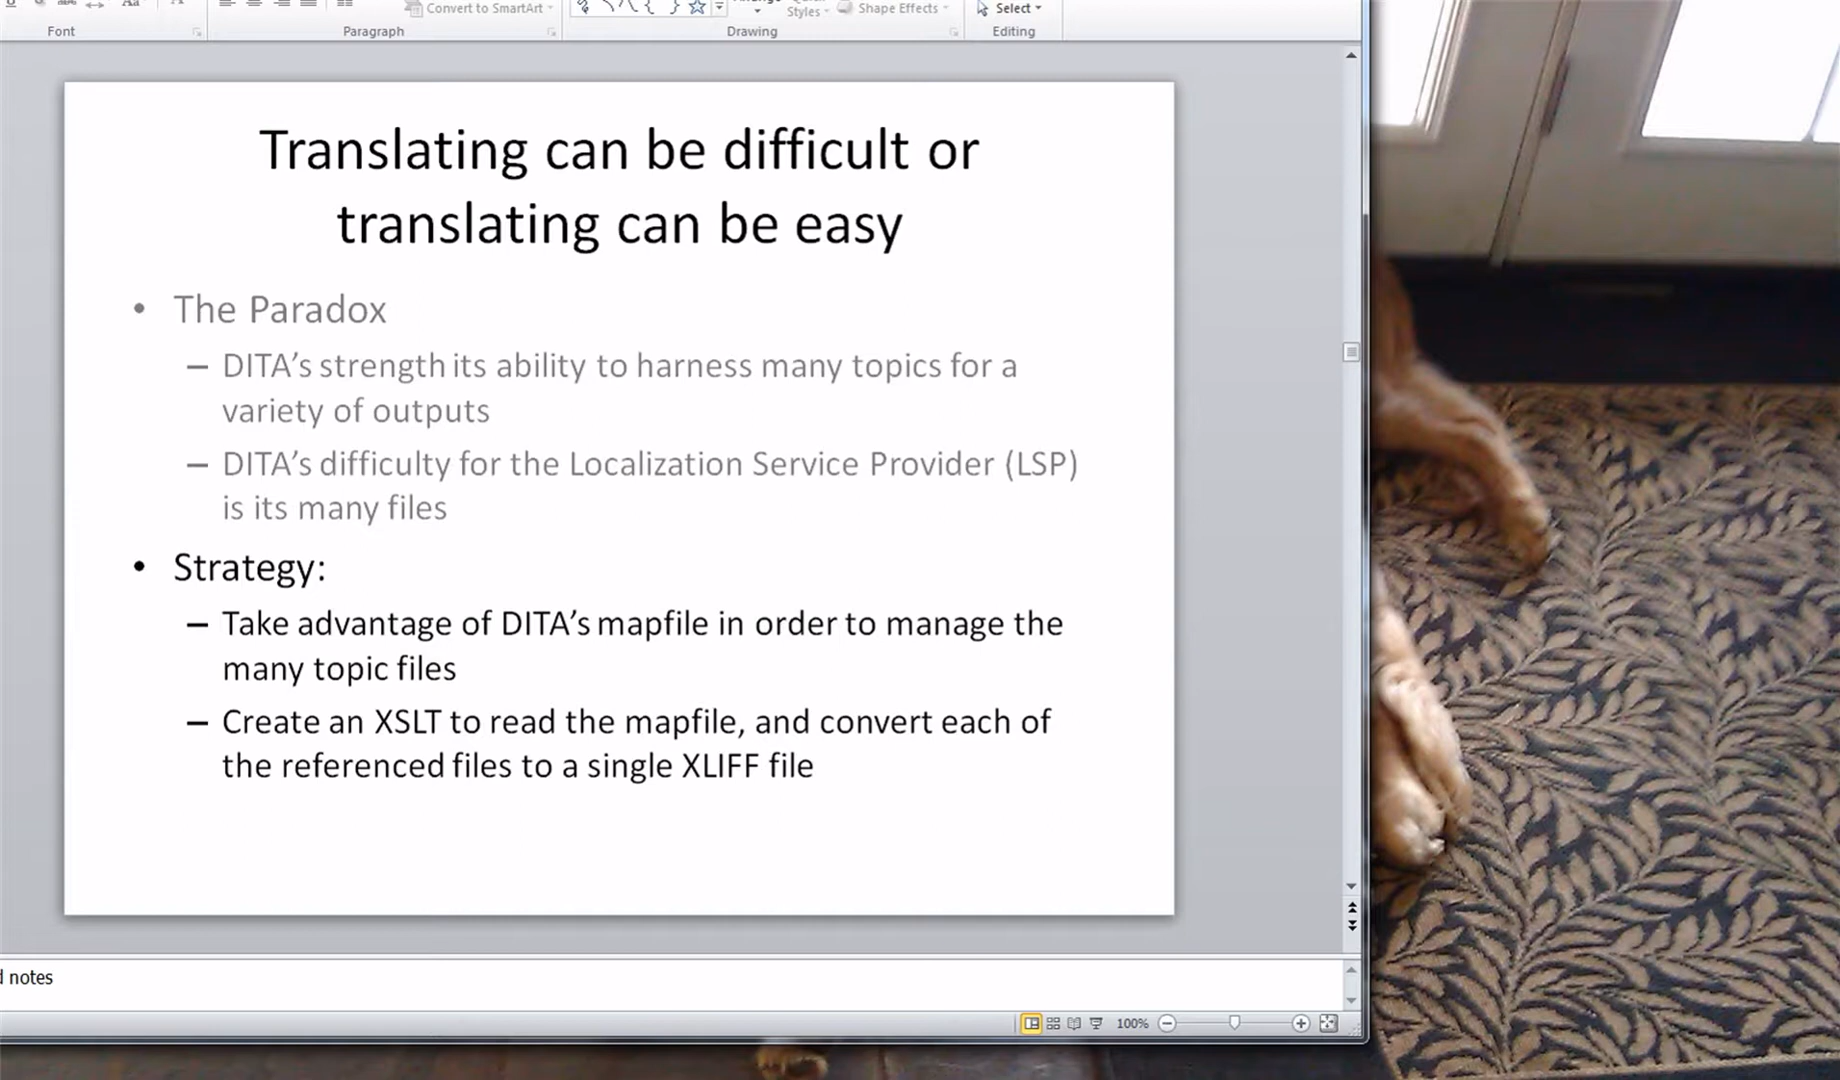 Convert to SmartArt
Styles
Shape Effects
Select
Font
Paragraph
Drawing
Editing
Translating can be difficult or
translating can be easy
• The Paradox
– DITA’s strength its ability to harness many topics for a
variety of outputs
– DITA’s difficulty for the Localization Service Provider (LSP)
is its many files
• Strategy:
– Take advantage of DITA’s mapfile in order to manage the
many topic files
– Create an XSLT to read the mapfile, and convert each of
the referenced files to a single XLIFF file
notes
100%